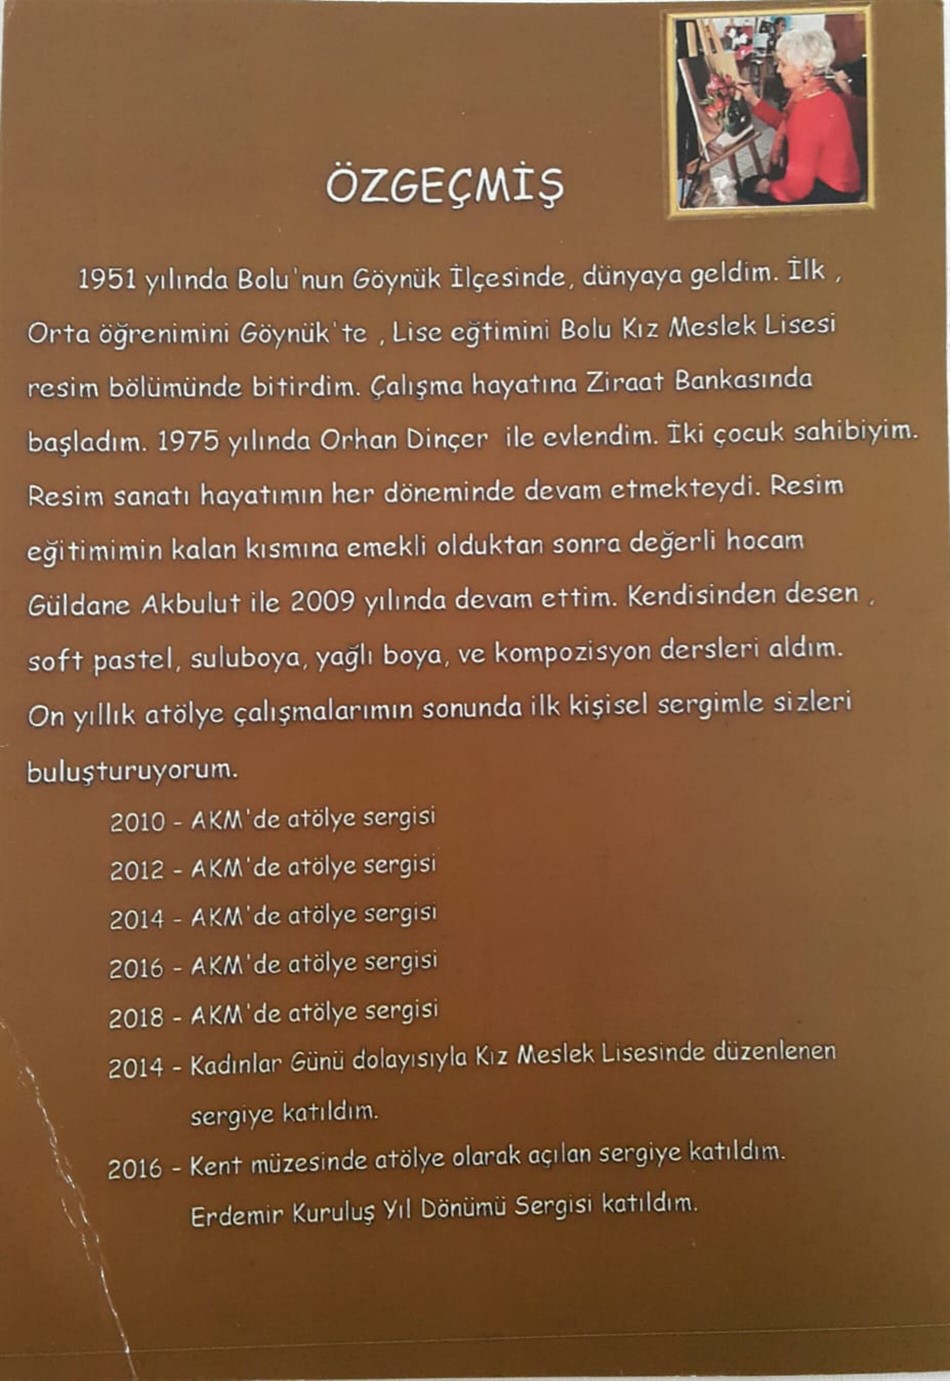 ÖZGEÇMİŞ
1951 yılında Bolu'nun Göynük İlçesinde, dünyaya geldim. İlk ,
Orta öğrenimini Göynük'te , Lise eğtimini Bolu Kız Meslek Lisesi
resim bölümünde bitirdim. Çalışma hayatına Ziraat Bankasında
başladım. 1975 yılında Orhan Dinçer ile evlendim. İki çocuk sahibiyim.
Resim sanatı hayatımın her döneminde devam etmekteydi. Resim
eğitimimin kalan kısmına emekli olduktan sonra değerli hocam
Güldane Akbulut ile 2009 yılında devam ettim. Kendisinden desen ,
soft pastel, suluboya, yağlı boya, ve kompozisyon dersleri aldım.
On yıllık atölye çalışmalarımın sonunda ilk kişisel sergimle sizleri
buluşturuyorum.
2010 - AKM'de atölye sergisi
2012 - AKM'de atölye sergisi
2014 - AKM'de atölye sergisi
2016 - AKM'de atölye sergisi
2018 - AKM'de atölye sergisi
2014 - Kadınlar Günü dolayısıyla Kız Meslek Lisesinde düzenlenen
sergiye katıldım.
2016 - Kent müzesinde atölye olarak açılan sergiye katıldım.
Erdemir Kuruluş Yıl Dönümü Sergisi katıldım.